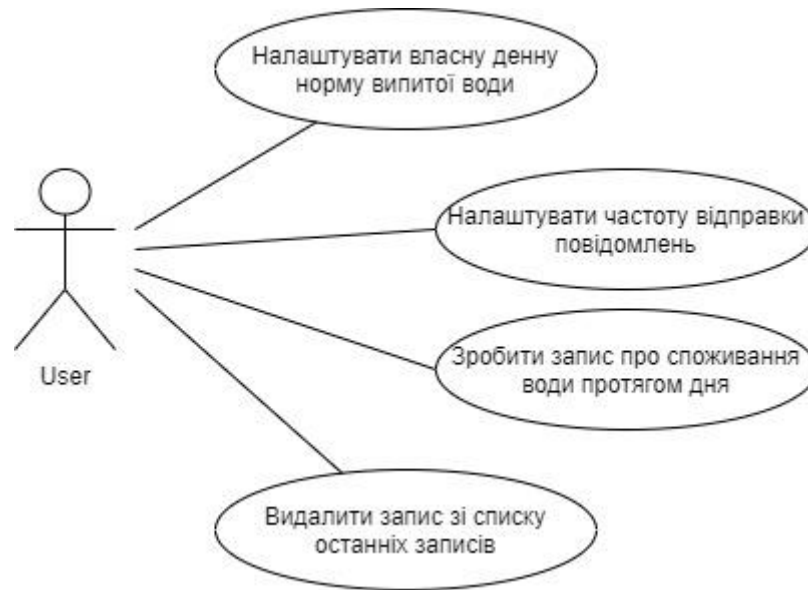 Налаштувати власну денну
норму випитої води
Налаштувати частоту відправки
повідомлень
Зробити запис про споживання
води протягом дня
User
Видалити запис зі списку
останніх записів